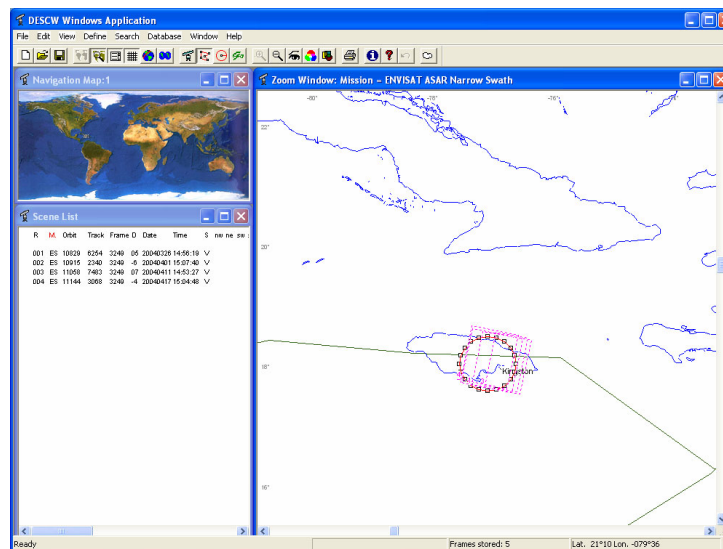 DESCW Windows Application
File Edit View Define Search Database Window Help
Navigation Map:1
Scene List
R M. Orbit Track Frame D Date Time S nw ne sw
001 ES 10829 6254 3249 05 20040326 14:56:18 V
002 ES 10915 2340 3249 -6 20040401 15:07:40 V
003 ES 11058 7483 3249 07 20040411 14:53:27 V
004 ES 11144 3068 3249 -4 20040417 15:04:48 V
Zoom Window: Mission - ENVISAT ASAR Narrow Swath
-80 -78 -76 -74
22°
20°
18°
Kingston
16°
Ready
Frames stored: 5
Lat. 21°10 Lon. -079°36